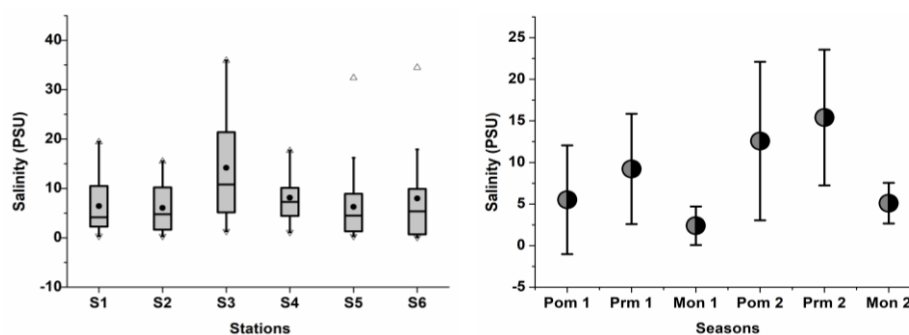 Salinity (PSU)
40
30
20
10
0
-10
S1 S2 S3 S4 S5 S6
Stations
Salinity (PSU)
25
20
15
10
5
0
-5
Pom 1 Prm 1 Mon 1 Pom 2 Prm 2 Mon 2
Seasons